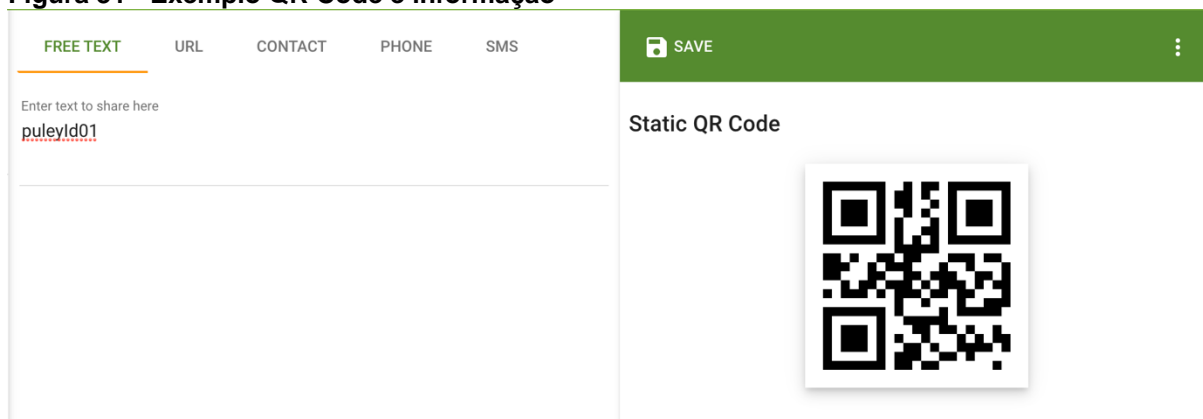 Figura 31 - Exemplo QR Code e informação
FREE TEXT URL CONTACT PHONE SMS
SAVE
Enter text to share here
puleyId01
Static QR Code